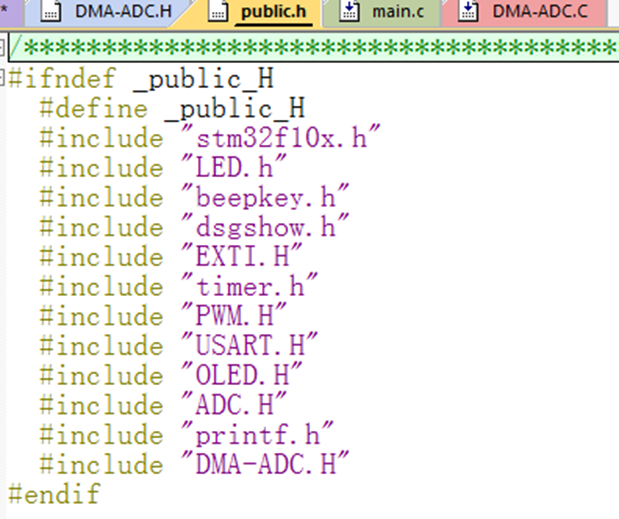 * DMA-ADC.H public.h main.c DMA-ADC.C
/****************************************
#ifndef _public_H
#define _public_H
#include "stm32f10x.h"
#include "LED.h"
#include "beepkey.h"
#include "dsgshow.h"
#include "EXTI.H"
#include "timer.h"
#include "PWM.H"
#include "USART.H"
#include "OLED.H"
#include "ADC.H"
#include "printf.h"
#include "DMA-ADC.H"
#endif